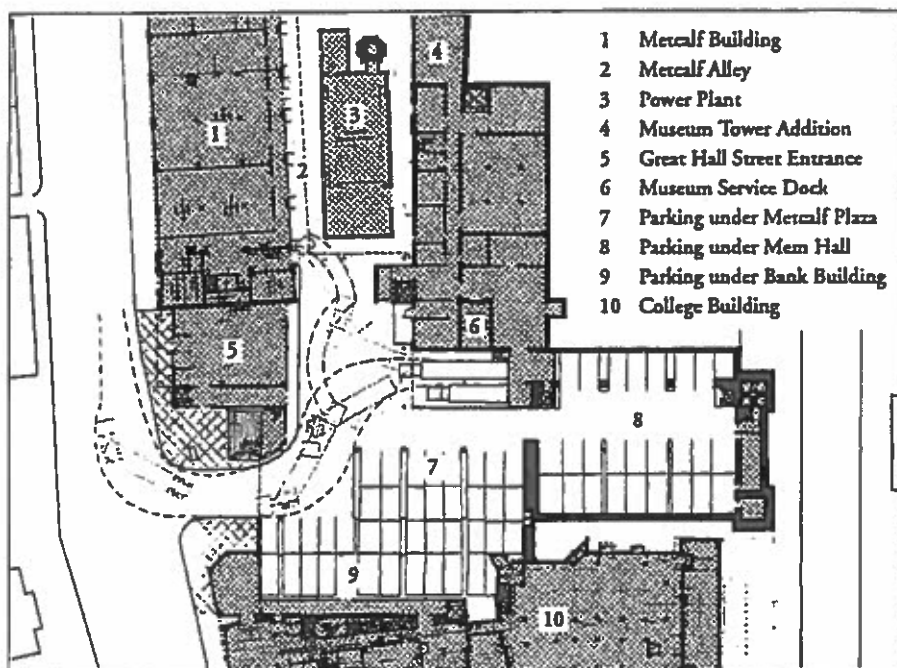 1 Metcalf Building
2 Metcalf Alley
3 Power Plant
4 Museum Tower Addition
5 Great Hall Street Entrance
6 Museum Service Dock
7 Parking under Metcalf Plaza
8 Parking under Mem Hall
9 Parking under Bank Building
10 College Building
4
1
3
2
6
5
8
7
9
10